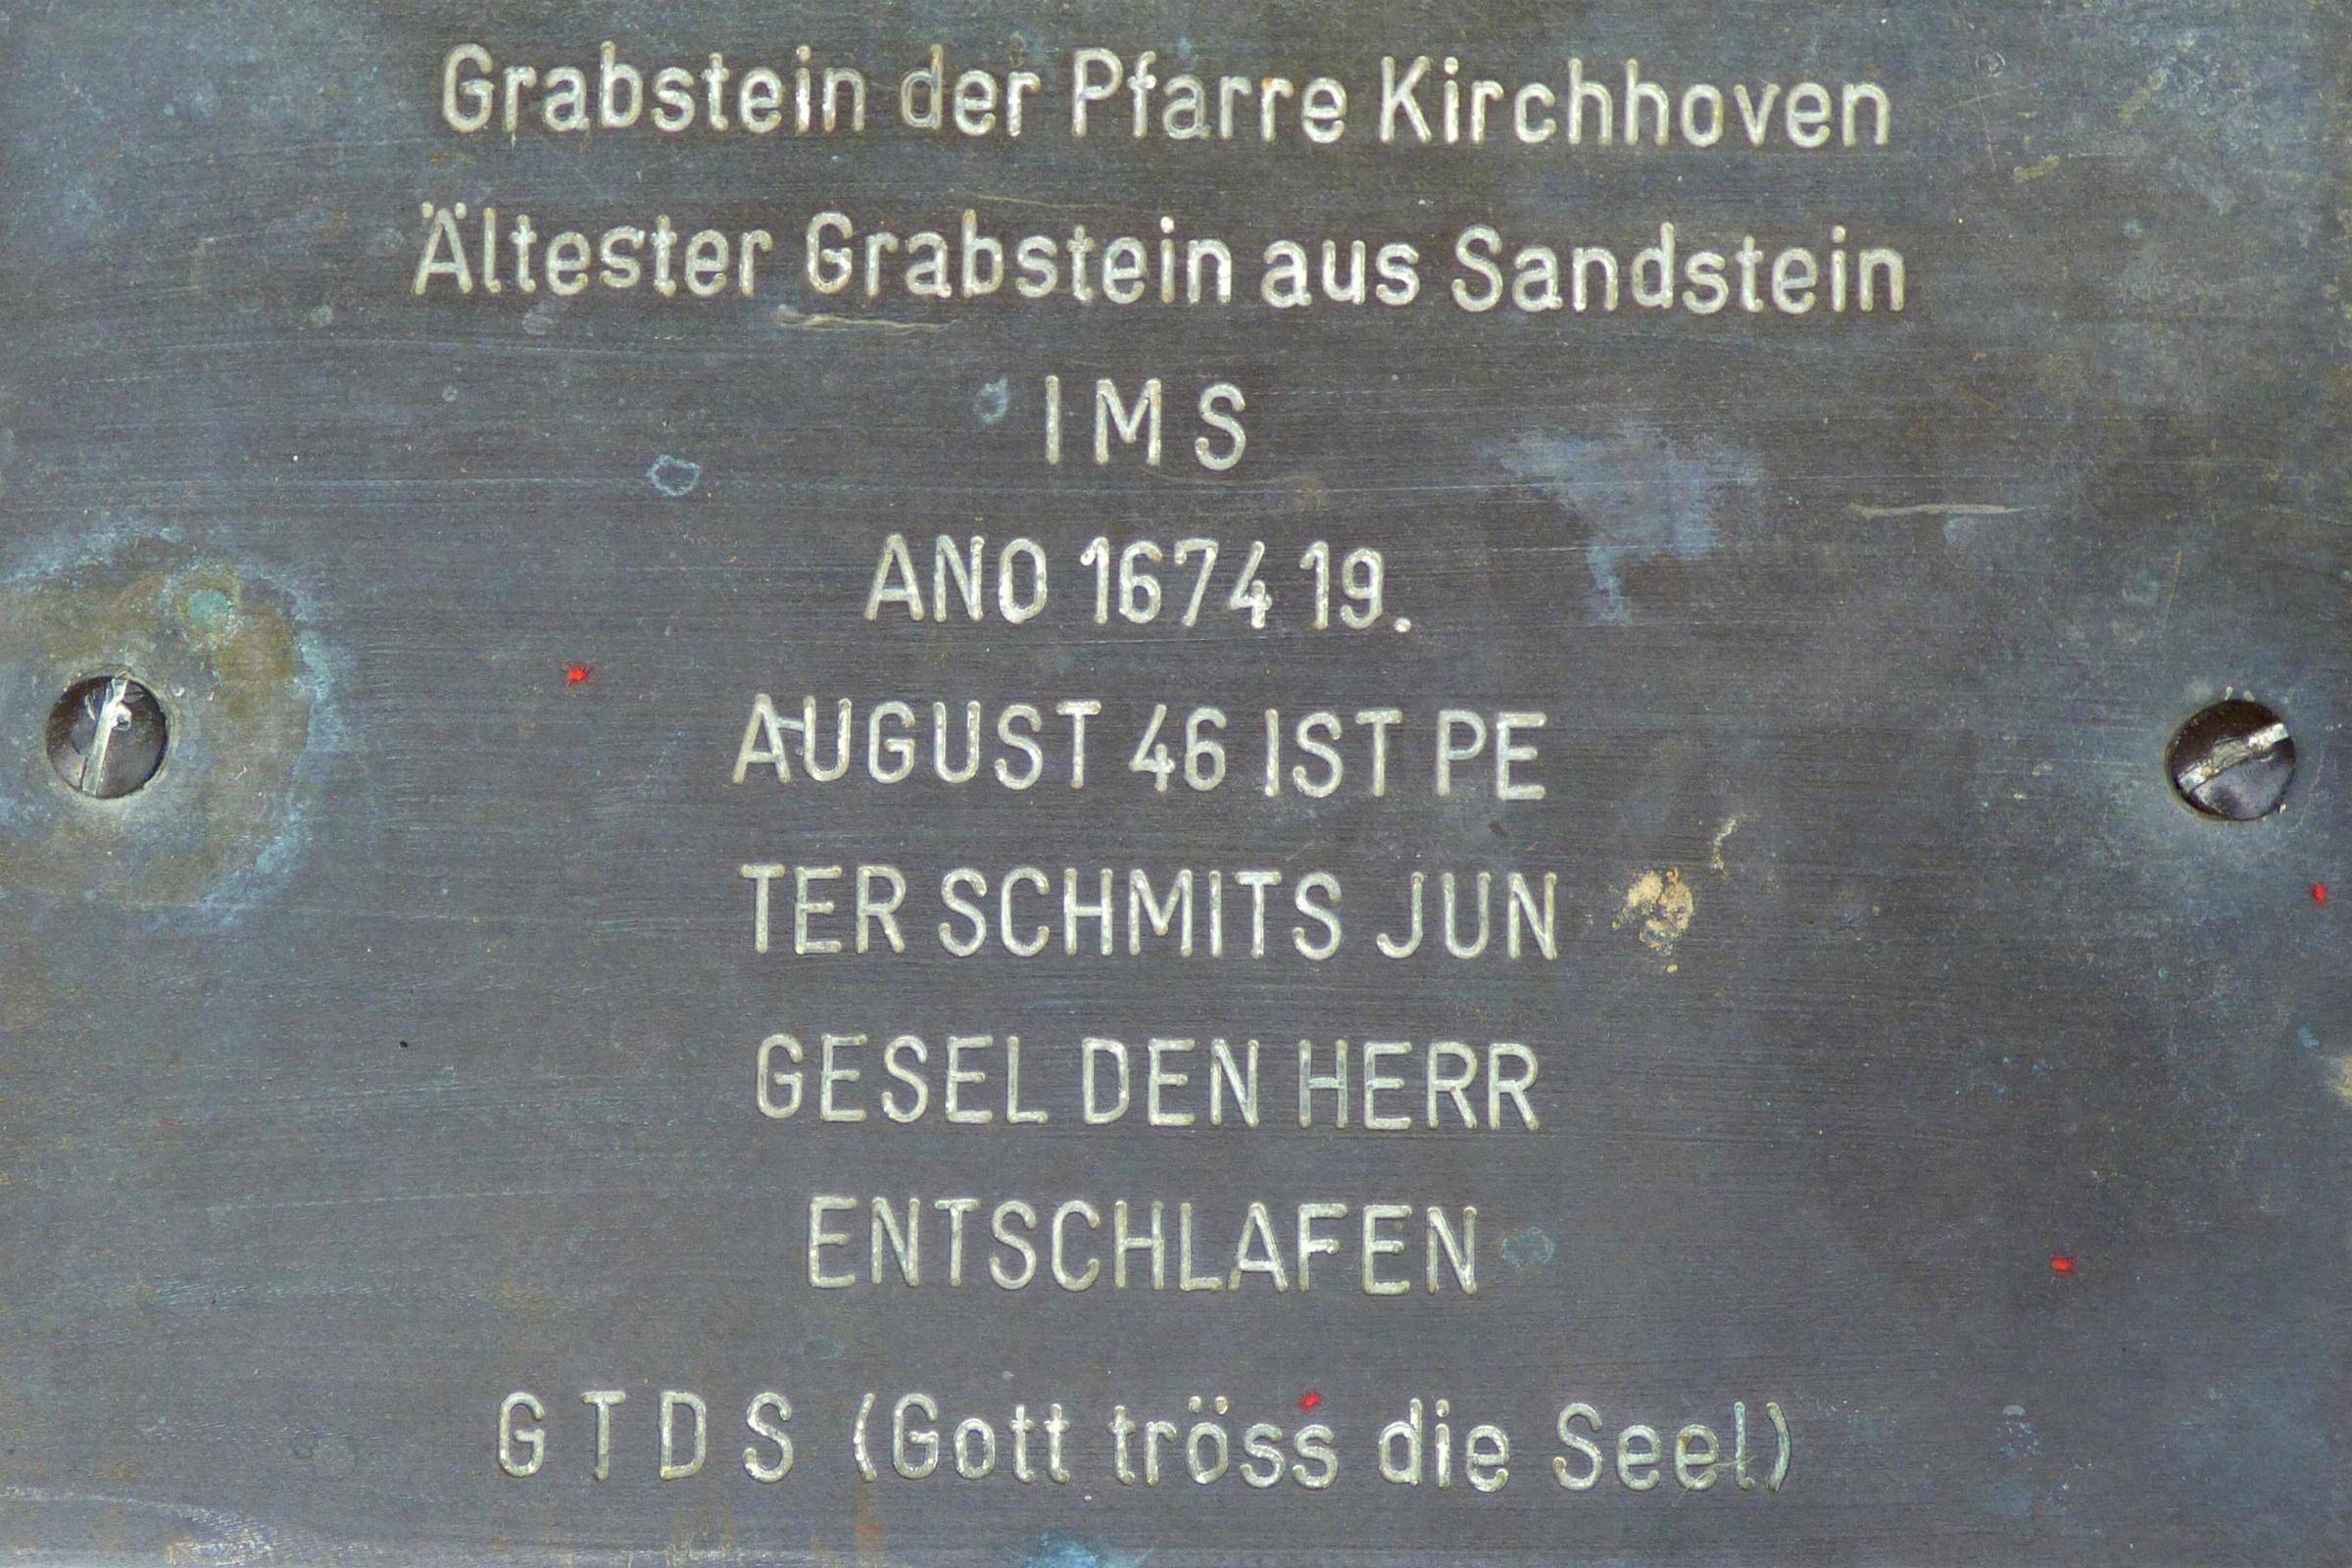 Grabstein der Pfarre Kirchhoven
Ältester Grabstein aus Sandstein
I M S
ANO 1674 19.
AUGUST 46 IST PE
TER SCHMITS JUN
GESEL DEN HERR
ENTSCHLAFEN
G T D S (Gott tröss die Seel)